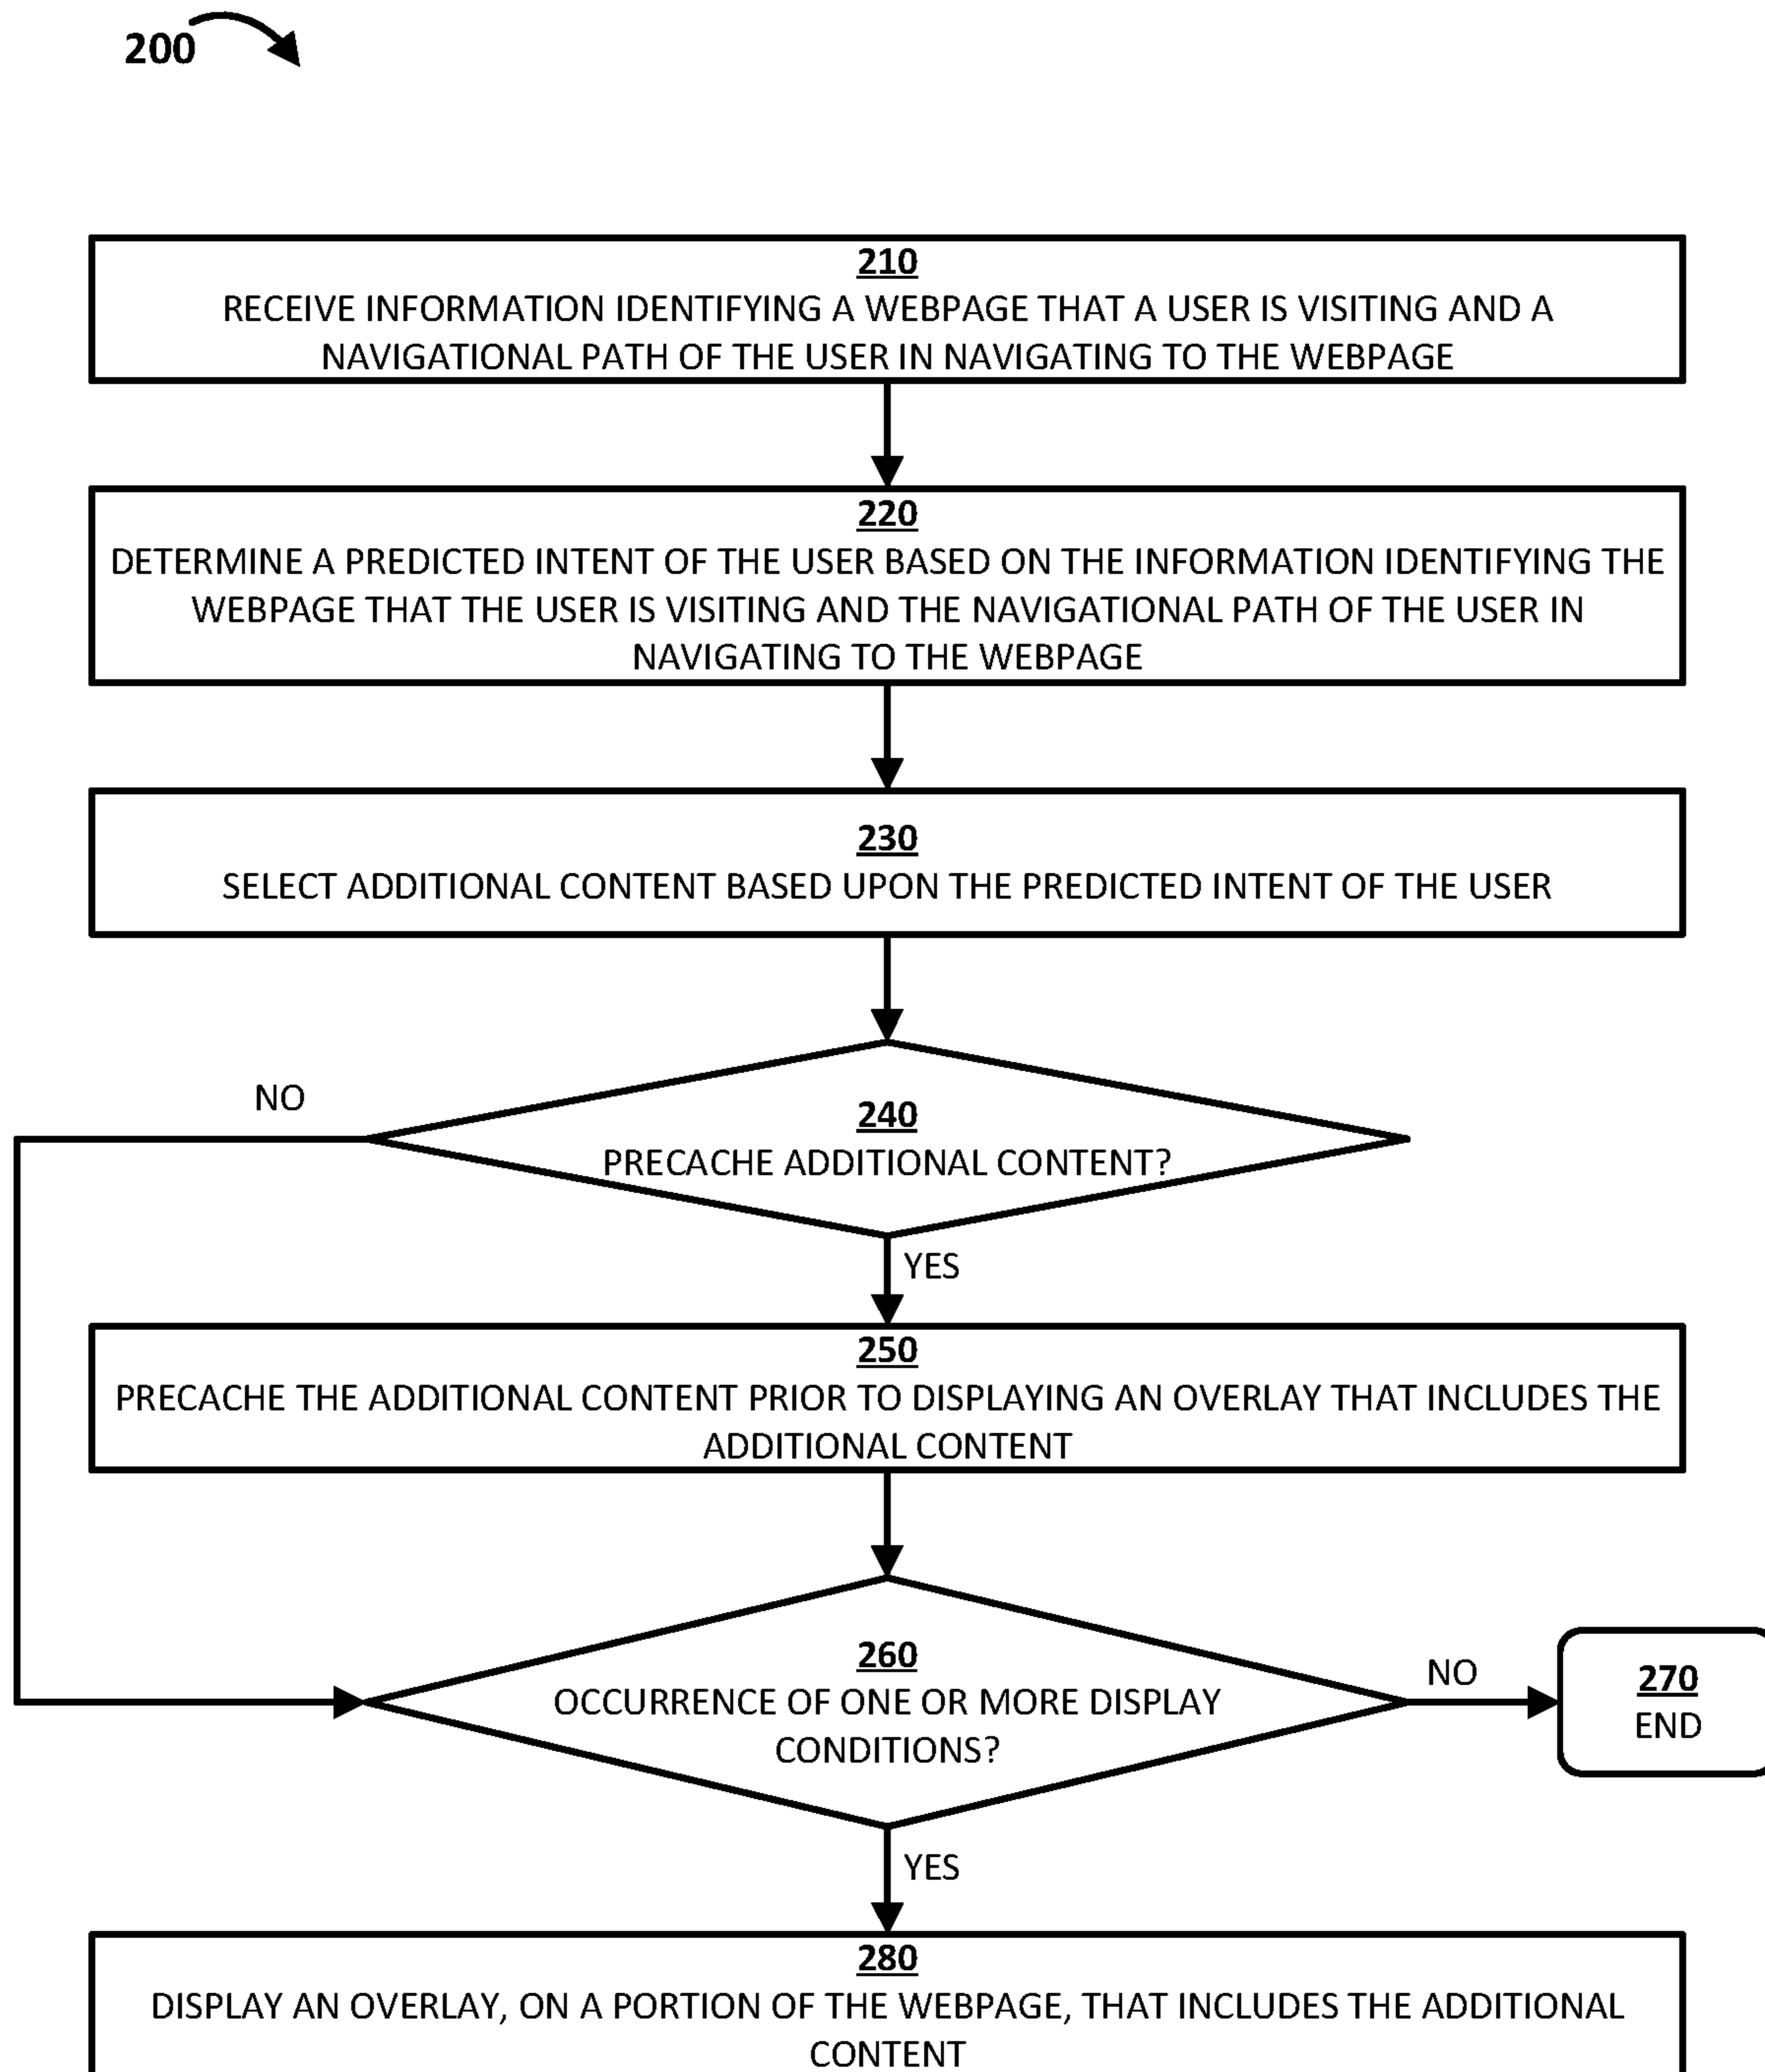 200
210
RECEIVE INFORMATION IDENTIFYING A WEBPAGE THAT A USER IS VISITING AND A
NAVIGATIONAL PATH OF THE USER IN NAVIGATING TO THE WEBPAGE
220
DETERMINE A PREDICTED INTENT OF THE USER BASED ON THE INFORMATION IDENTIFYING THE
WEBPAGE THAT THE USER IS VISITING AND THE NAVIGATIONAL PATH OF THE USER IN
NAVIGATING TO THE WEBPAGE
230
SELECT ADDITIONAL CONTENT BASED UPON THE PREDICTED INTENT OF THE USER
NO
240
PRECACHE ADDITIONAL CONTENT?
YES
250
PRECACHE THE ADDITIONAL CONTENT PRIOR TO DISPLAYING AN OVERLAY THAT INCLUDES THE
ADDITIONAL CONTENT
260
OCCURRENCE OF ONE OR MORE DISPLAY
CONDITIONS?
NO
270
END
YES
280
DISPLAY AN OVERLAY, ON A PORTION OF THE WEBPAGE, THAT INCLUDES THE ADDITIONAL
CONTENT